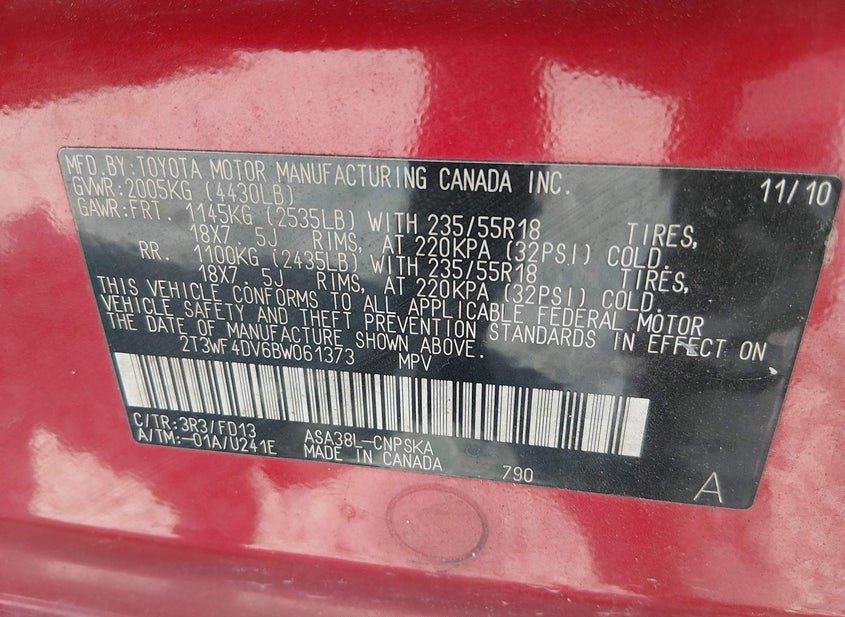 MFD.BY:TOYOTA MOTOR MANUFACTURING CANADA INC. 11/10
GVWR:2005KG (4430LB)
GAWR:FRT. 1145KG (2535LB) WITH 235/55R18 TIRES,
18X7.5J RIMS, AT 220KPA (32PSI) COLD.
RR. 1100KG (2435LB) WITH 235/55R18 TIRES,
18X7.5J RIMS, AT 220KPA (32PSI) COLD.
THIS VEHICLE CONFORMS TO ALL APPLICABLE FEDERAL MOTOR
VEHICLE SAFETY AND THEFT PREVENTION STANDARDS IN EFFECT ON
THE DATE OF MANUFACTURE SHOWN ABOVE.
2T3WF4DV6BW061373 MPV
C/TR:3R3/FD13 ASA38L-CNPSKA
A/TM:-01A/U241E MADE IN CANADA 790 A